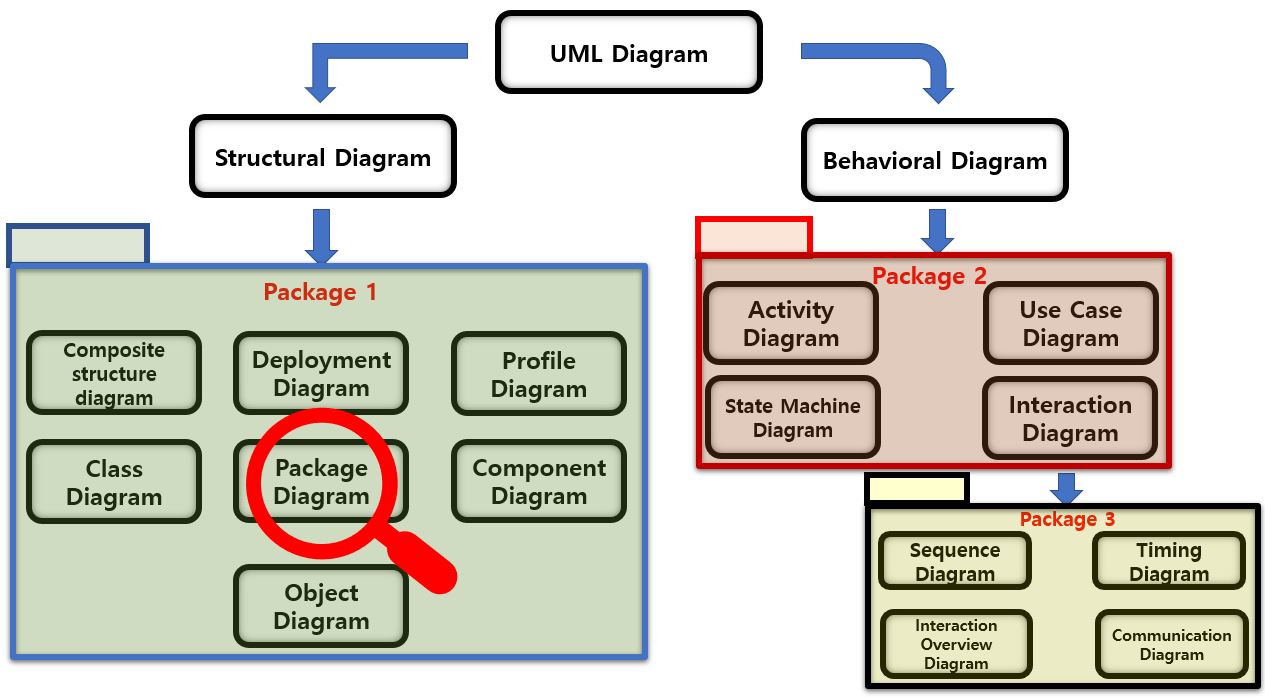 UML Diagram
Structural Diagram
Behavioral Diagram
Package 1
Composite
structure
diagram
Deployment
Diagram
Profile
Diagram
Class
Diagram
Package
Diagram
Component
Diagram
Object
Diagram
Package 2
Activity
Diagram
Use Case
Diagram
State Machine
Diagram
Interaction
Diagram
Package 3
Sequence
Diagram
Timing
Diagram
Interaction
Overview
Diagram
Communication
Diagram